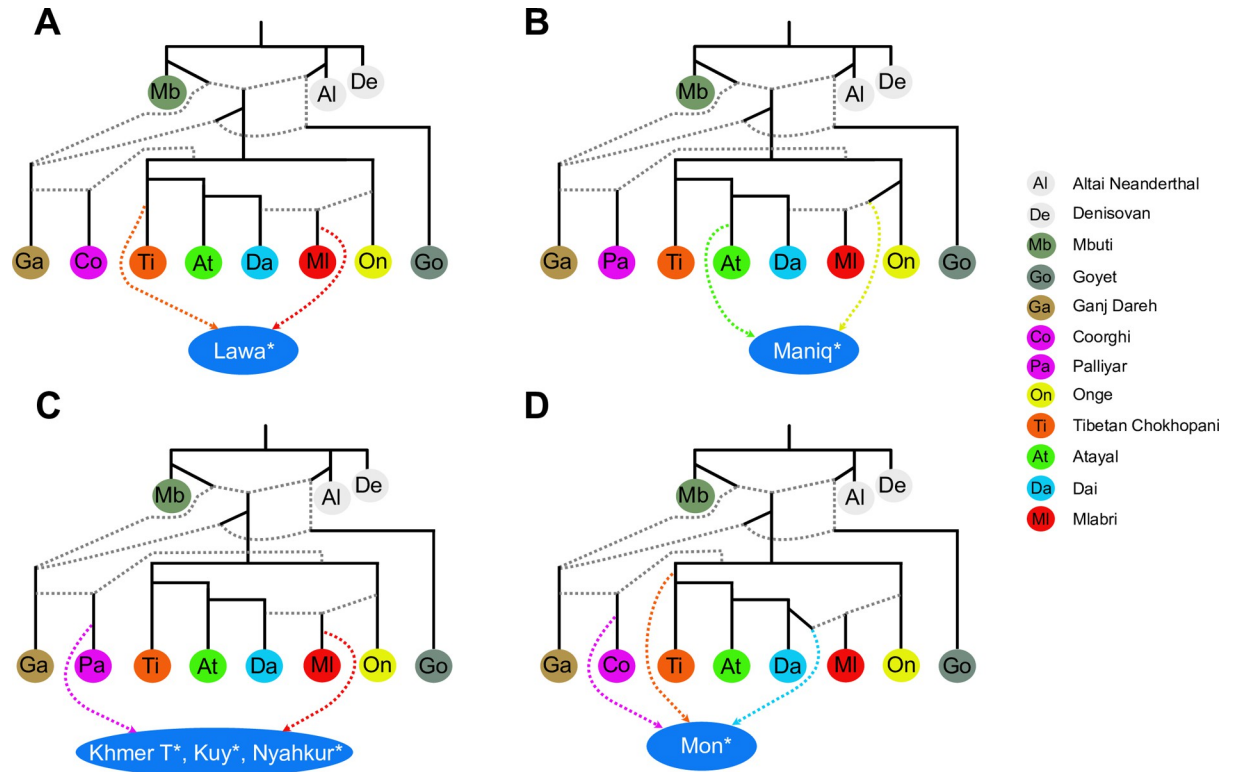 A
Mb
Al
De
Ga
Co
Ti
At
Da
Ml
On
Go
Lawa*
B
Mb
Al
De
Ga
Pa
Ti
At
Da
Ml
On
Go
Maniq*
C
Mb
Al
De
Ga
Pa
Ti
At
Da
Ml
On
Go
Khmer T*, Kuy*, Nyahkur*
D
Mb
Al
De
Ga
Co
Ti
At
Da
Ml
On
Go
Mon*
Al Altai Neanderthal
De Denisovan
Mb Mbuti
Go Goyet
Ga Ganj Dareh
Co Coorghi
Pa Palliyar
On Onge
Ti Tibetan Chokhopani
At Atayal
Da Dai
Ml Mlabri